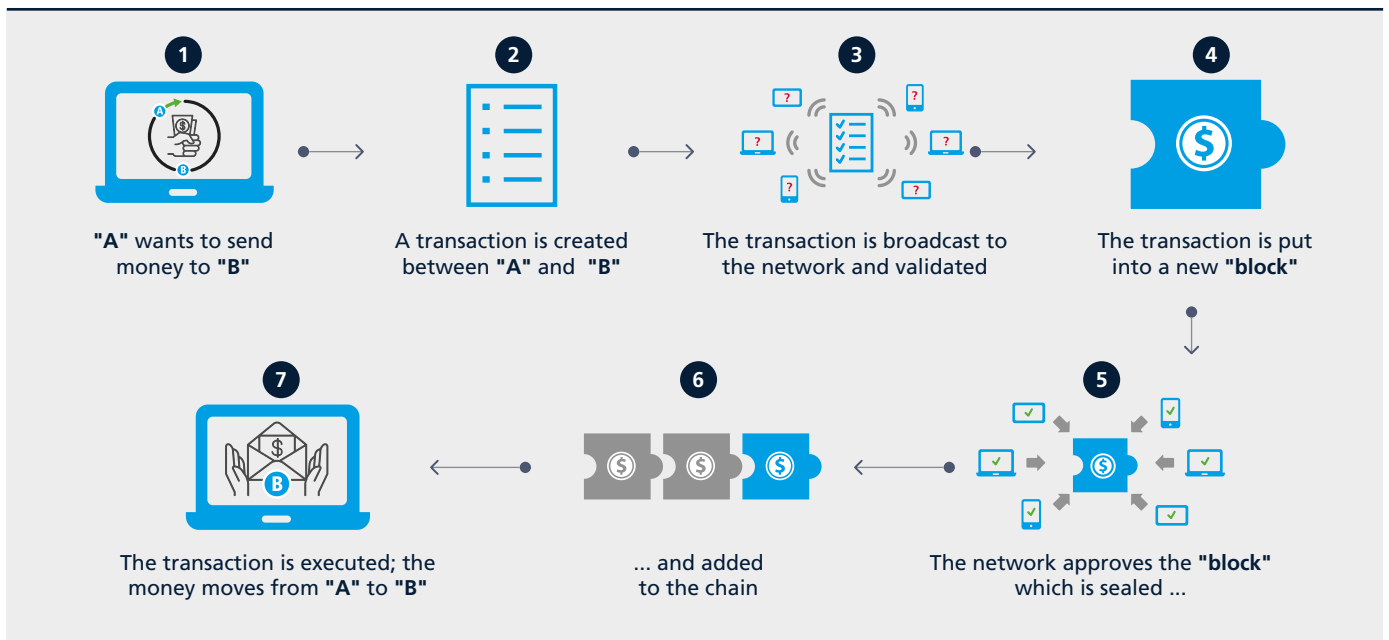 1
"A" wants to send
money to "B"
2
A transaction is created
between "A" and "B"
3
The transaction is broadcast to
the network and validated
4
The transaction is put
into a new "block"
5
The network approves the "block"
which is sealed ...
6
... and added
to the chain
7
The transaction is executed; the
money moves from "A" to "B"
A
$
B
?
?
?
?
?
?
$
$
$
$
$
$
B